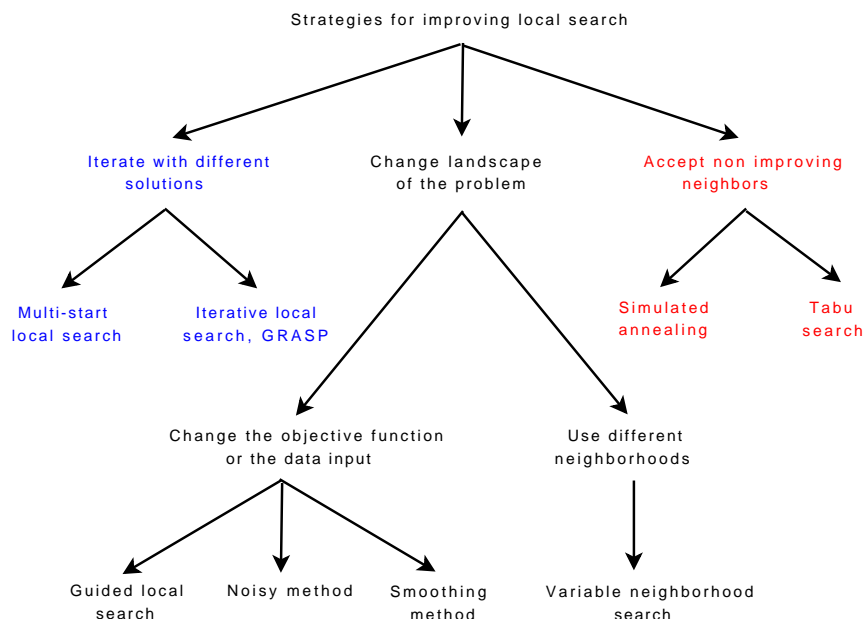 Strategies for improving local search
Iterate with different
solutions
Change landscape
of the problem
Accept non improving
neighbors
Multi-start
local search
Iterative local
search, GRASP
Simulated
annealing
Tabu
search
Change the objective function
or the data input
Use different
neighborhoods
Guided local
search
Noisy method
Smoothing
method
Variable neighborhood
search